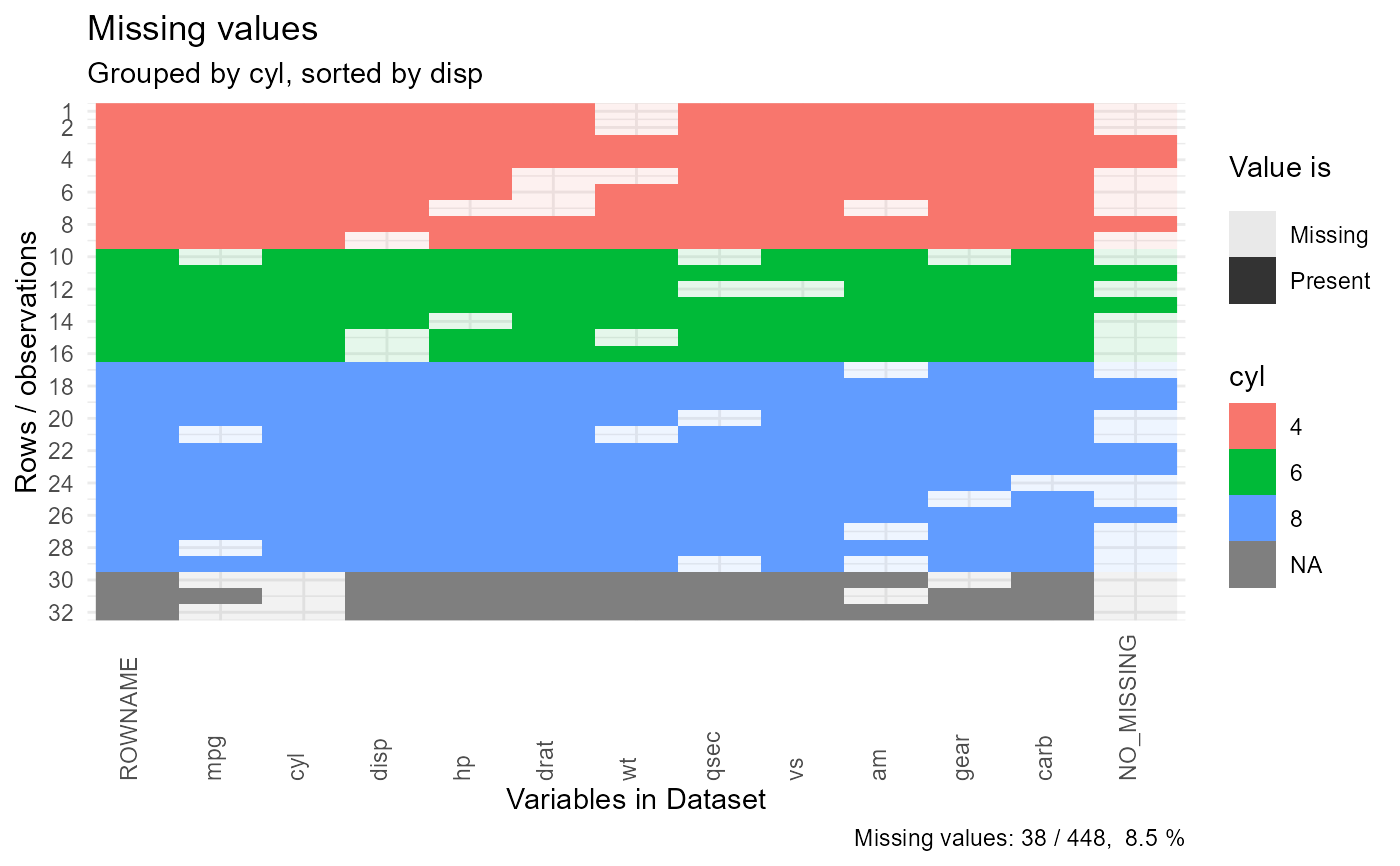 Missing values
Grouped by cyl, sorted by disp
1
2
4
6
8
10
12
14
16
18
20
22
24
26
28
30
32
Rows / observations
ROWNAME
mpg
cyl
disp
hp
drat
wt
qsec
vs
am
gear
carb
NO_MISSING
Variables in Dataset
Missing values: 38 / 448,  8.5 %
Value is
Missing
Present
cyl
4
6
8
NA